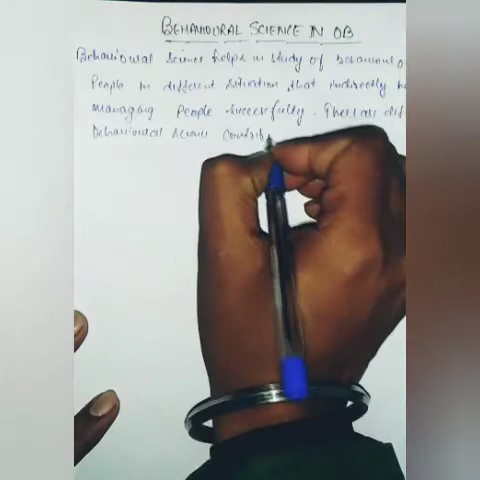 BEHAVIOURAL SCIENCE IN OB
Behavioural Science helps in study of behaviour o
People in different situation that indirectly h
managing People successfully. There are dif
Behavioural Science contrib